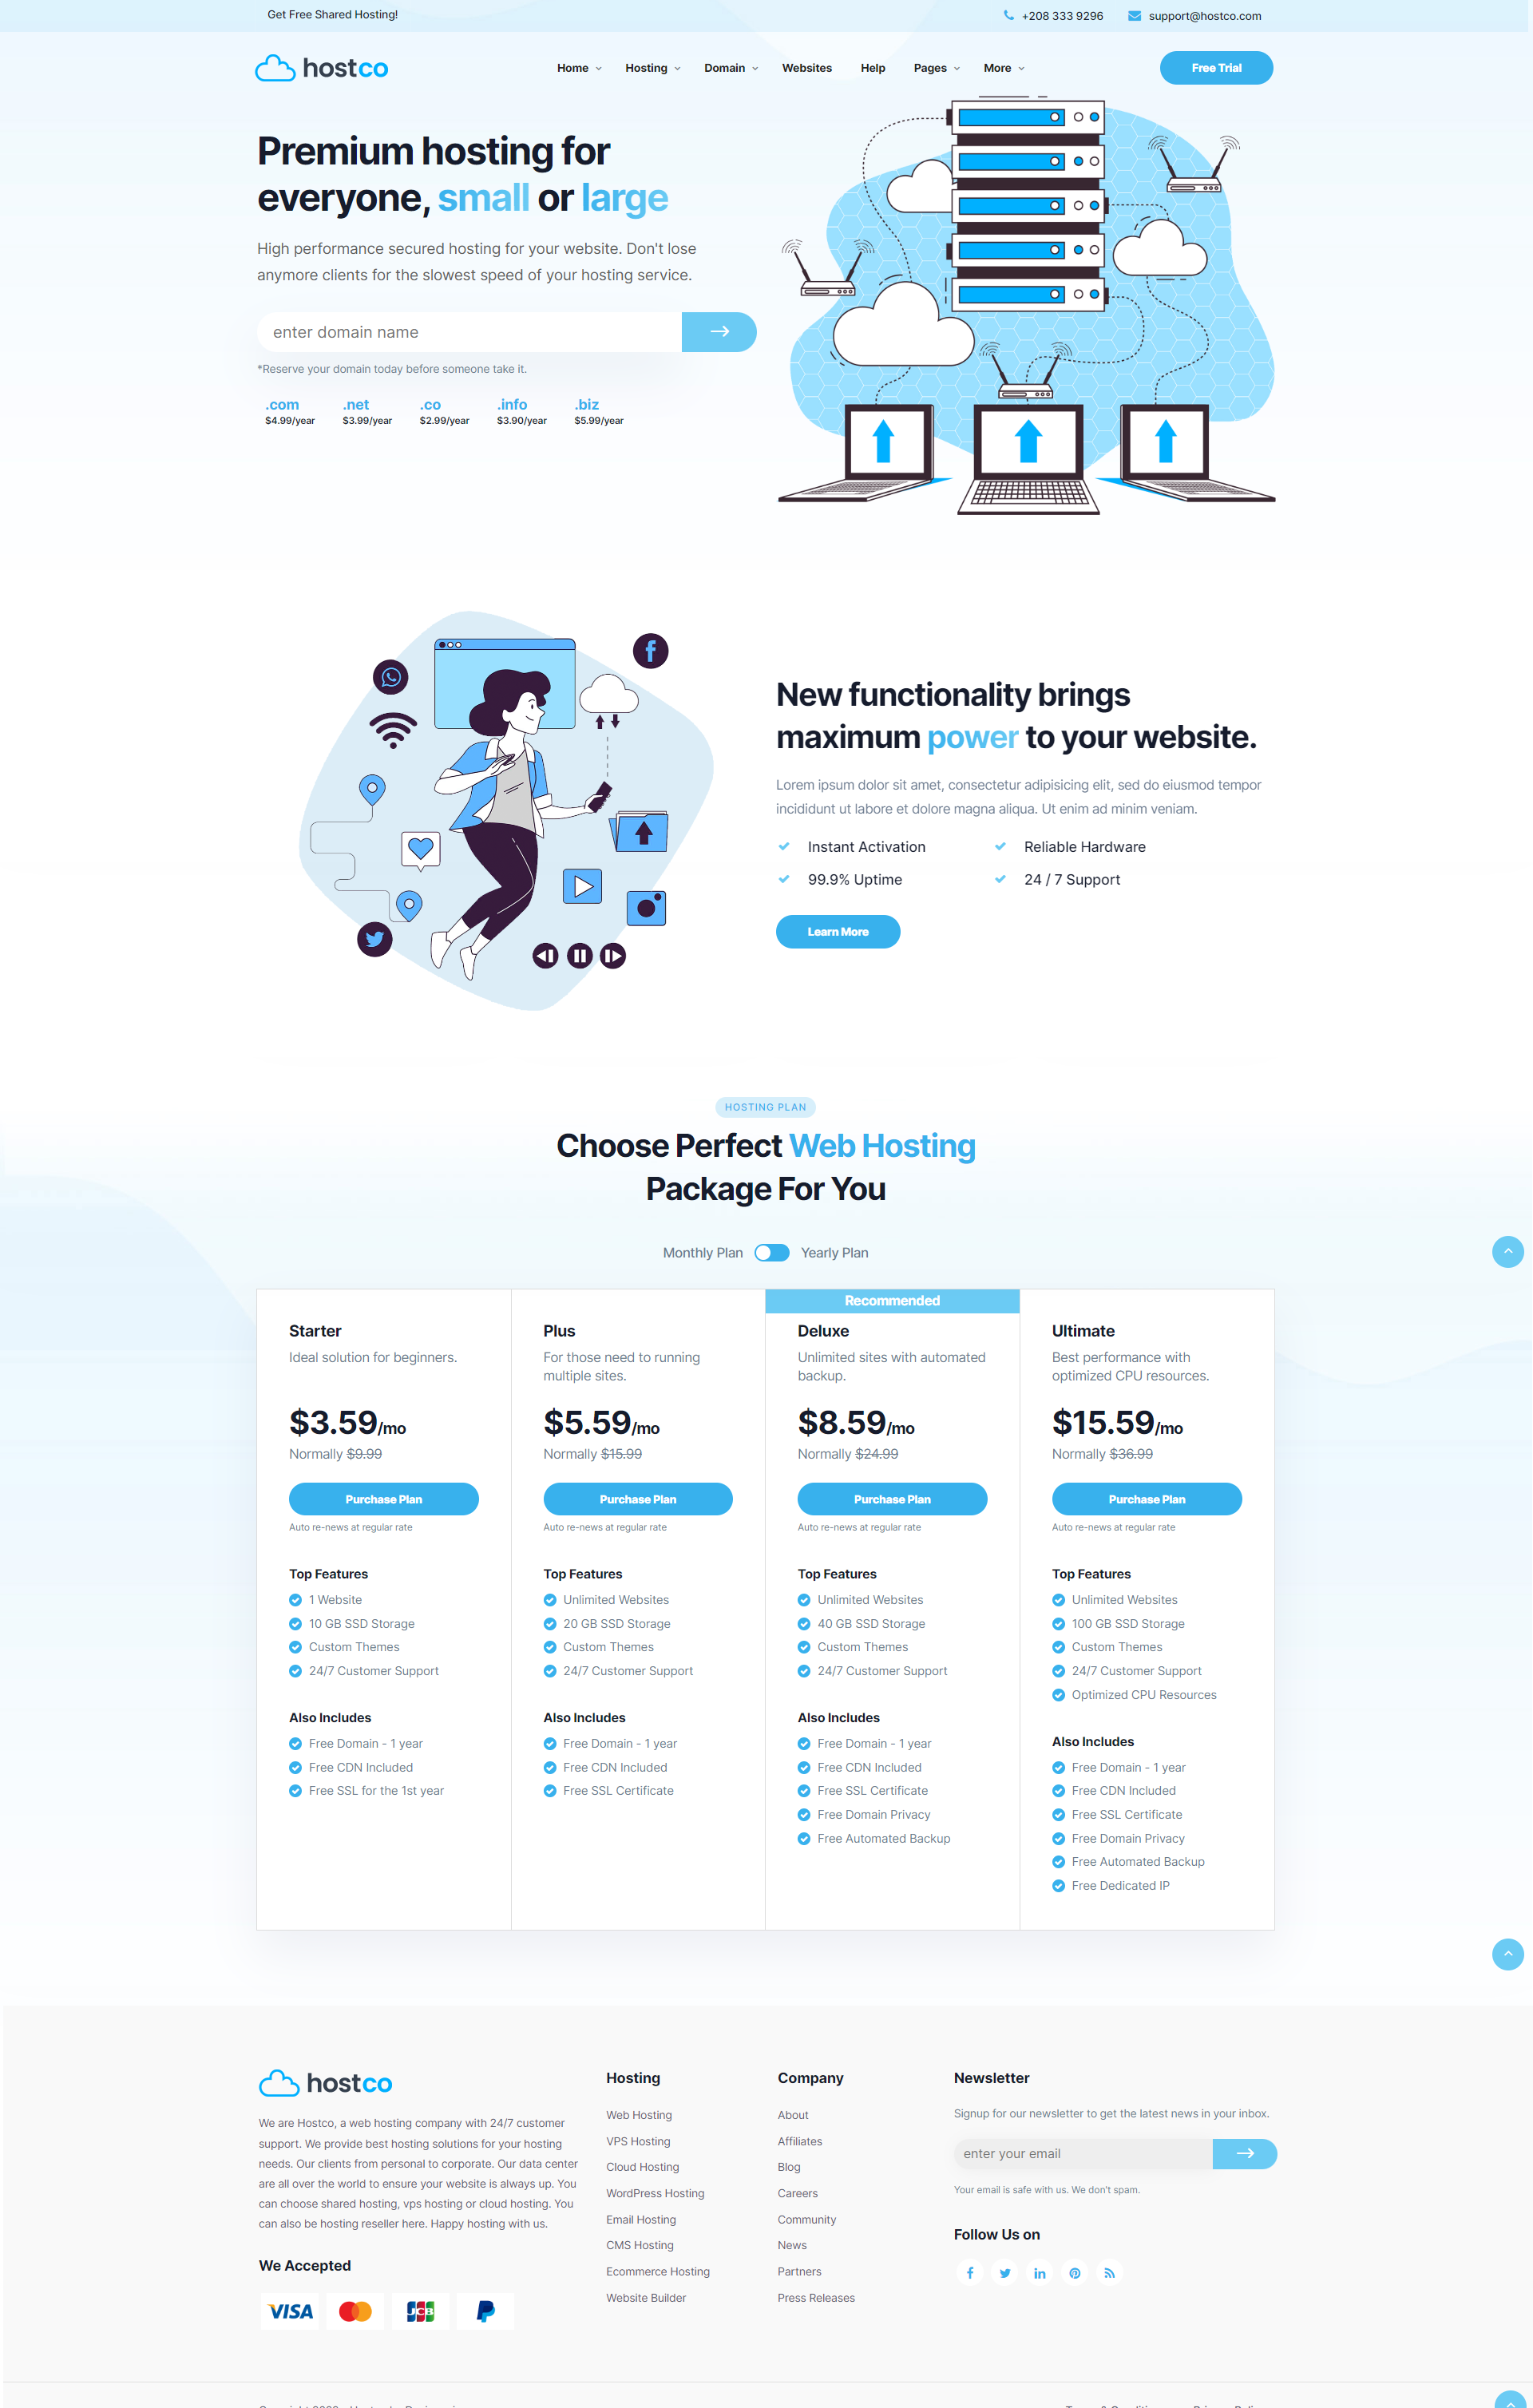 Get Free Shared Hosting!
+208 333 9296
support@hostco.com
hostco
Home
Hosting
Domain
Websites
Help
Pages
More
Free Trial
Premium hosting for
everyone, small or large
High performance secured hosting for your website. Don't lose
anymore clients for the slowest speed of your hosting service.
enter domain name
*Reserve your domain today before someone take it.
.com
$4.99/year
.net
$3.99/year
.co
$2.99/year
.info
$3.90/year
.biz
$5.99/year
New functionality brings
maximum power to your website.
Lorem ipsum dolor sit amet, consectetur adipisicing elit, sed do eiusmod tempor
incididunt ut labore et dolore magna aliqua. Ut enim ad minim veniam.
Instant Activation
Reliable Hardware
99.9% Uptime
24 / 7 Support
Learn More
HOSTING PLAN
Choose Perfect Web Hosting
Package For You
Monthly Plan
Yearly Plan
Starter
Ideal solution for beginners.
$3.59/mo
Normally $9.99
Purchase Plan
Auto re-news at regular rate
Top Features
1 Website
10 GB SSD Storage
Custom Themes
24/7 Customer Support
Also Includes
Free Domain - 1 year
Free CDN Included
Free SSL for the 1st year
Plus
For those need to running
multiple sites.
$5.59/mo
Normally $15.99
Purchase Plan
Auto re-news at regular rate
Top Features
Unlimited Websites
20 GB SSD Storage
Custom Themes
24/7 Customer Support
Also Includes
Free Domain - 1 year
Free CDN Included
Free SSL Certificate
Recommended
Deluxe
Unlimited sites with automated
backup.
$8.59/mo
Normally $24.99
Purchase Plan
Auto re-news at regular rate
Top Features
Unlimited Websites
40 GB SSD Storage
Custom Themes
24/7 Customer Support
Also Includes
Free Domain - 1 year
Free CDN Included
Free SSL Certificate
Free Domain Privacy
Free Automated Backup
Ultimate
Best performance with
optimized CPU resources.
$15.59/mo
Normally $36.99
Purchase Plan
Auto re-news at regular rate
Top Features
Unlimited Websites
100 GB SSD Storage
Custom Themes
24/7 Customer Support
Optimized CPU Resources
Also Includes
Free Domain - 1 year
Free CDN Included
Free SSL Certificate
Free Domain Privacy
Free Automated Backup
Free Dedicated IP
hostco
We are Hostco, a web hosting company with 24/7 customer
support. We provide best hosting solutions for your hosting
needs. Our clients from personal to corporate. Our data center
are all over the world to ensure your website is always up. You
can choose shared hosting, vps hosting or cloud hosting. You
can also be hosting reseller here. Happy hosting with us.
We Accepted
VISA
JCB
Hosting
Web Hosting
VPS Hosting
Cloud Hosting
WordPress Hosting
Email Hosting
CMS Hosting
Ecommerce Hosting
Website Builder
Company
About
Affiliates
Blog
Careers
Community
News
Partners
Press Releases
Newsletter
Signup for our newsletter to get the latest news in your inbox.
enter your email
Your email is safe with us. We don't spam.
Follow Us on